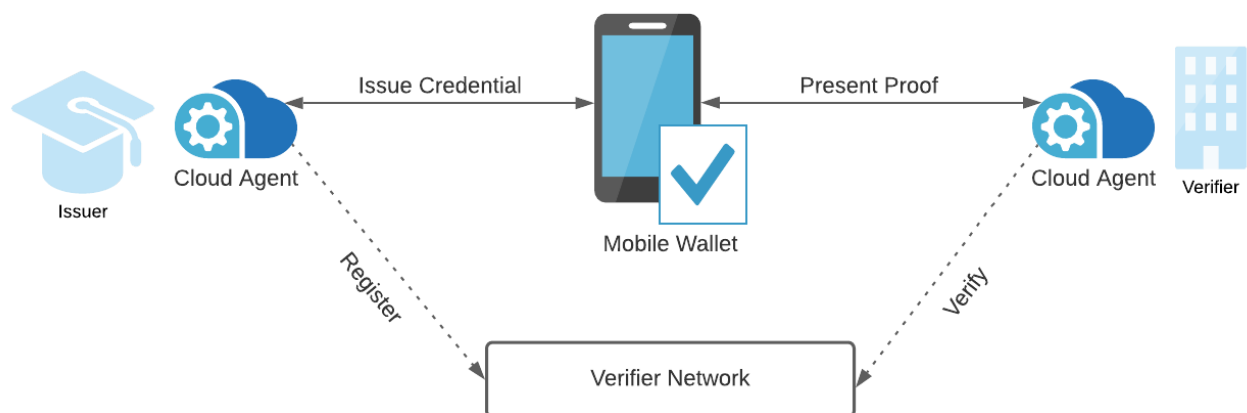 Issue Credential
Present Proof
Cloud Agent
Issuer
Mobile Wallet
Cloud Agent
Verifier
Register
Verify
Verifier Network